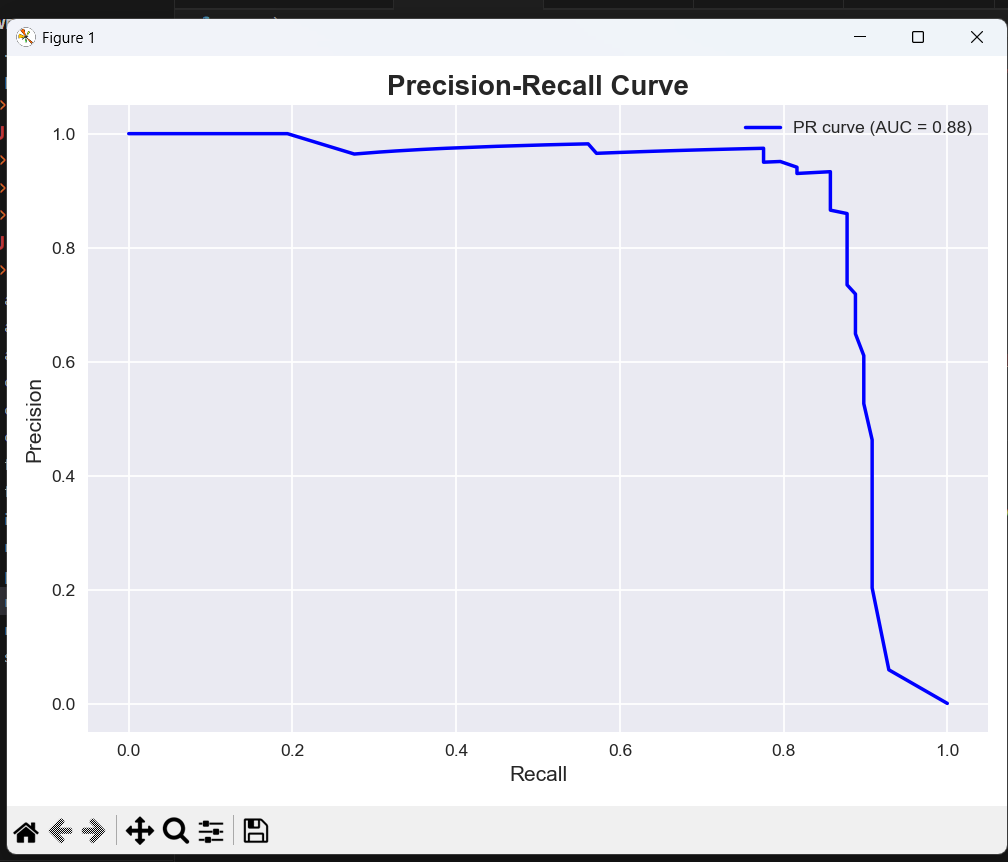 Figure 1
Precision-Recall Curve
PR curve (AUC = 0.88)
1.0
0.8
0.6
0.4
0.2
0.0
Precision
0.0 0.2 0.4 0.6 0.8 1.0
Recall